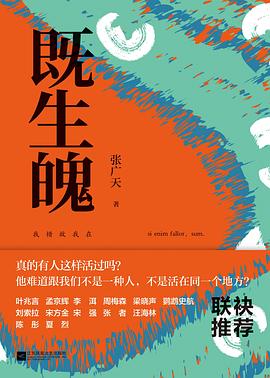 既生魄
张广天
著
我错故我在
si enim fallor, sum.
真的有人这样活过吗？
他难道跟我们不是一种人，不是活在同一个地方？
叶兆言 孟京辉 李洱 周梅森 梁晓声 鹦鹉史航
刘索拉 宋方金 宋强 张者 汪海林
陈彤 夏烈
联袂
推荐